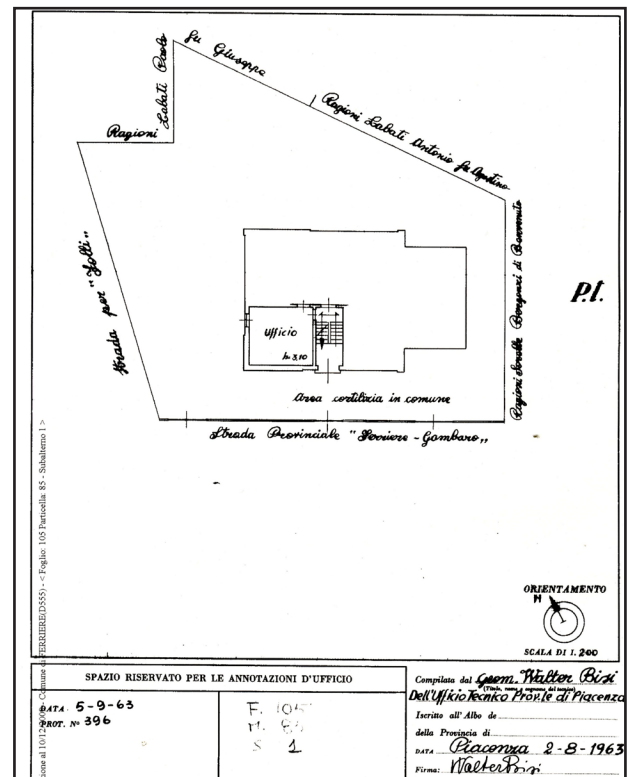 Ragioni Labati Paolo
fu Giuseppe
Ragioni Labati Antonio fu Agostino
Strada per "Folli"
Ragioni Sorelle Bergonzi di Benvenuto
P.t.
Ufficio
h. 3,10
Area cortilizia in comune
Strada Provinciale "Ferriere - Gambaro"
ORIENTAMENTO
N
SCALA DI 1. 200
Comune di FERRIERE(D555) - < Foglio: 105 Particella: 85 - Subalterno 1 >
SPAZIO RISERVATO PER LE ANNOTAZIONI D'UFFICIO
DATA 5-9-63
PROT. N° 396
F. 105
S 1
Compilata dal Geom. Walter Bisi
(Titolo, nome e cognome del tecnico)
Dell'Ufficio Tecnico Prov.le di Piacenza
Iscritto all'Albo de
della Provincia di
DATA Piacenza 2-8-1963
Firma: Walter Bisi